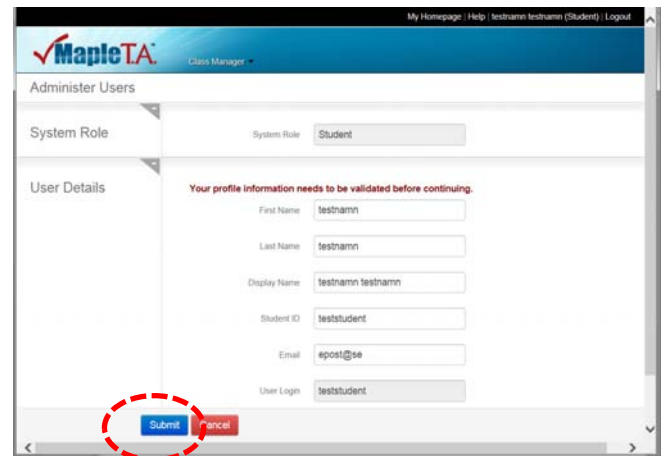 My Homepage | Help | testnamn testnamn (Student) | Logout
MapleT.A.
Class Manager
Administer Users
System Role
System Role Student
User Details
Your profile information needs to be validated before continuing.
First Name testnamn
Last Name testnamn
Display Name testnamn testnamn
Student ID teststudent
Email epost@se
User Login teststudent
Submit Cancel